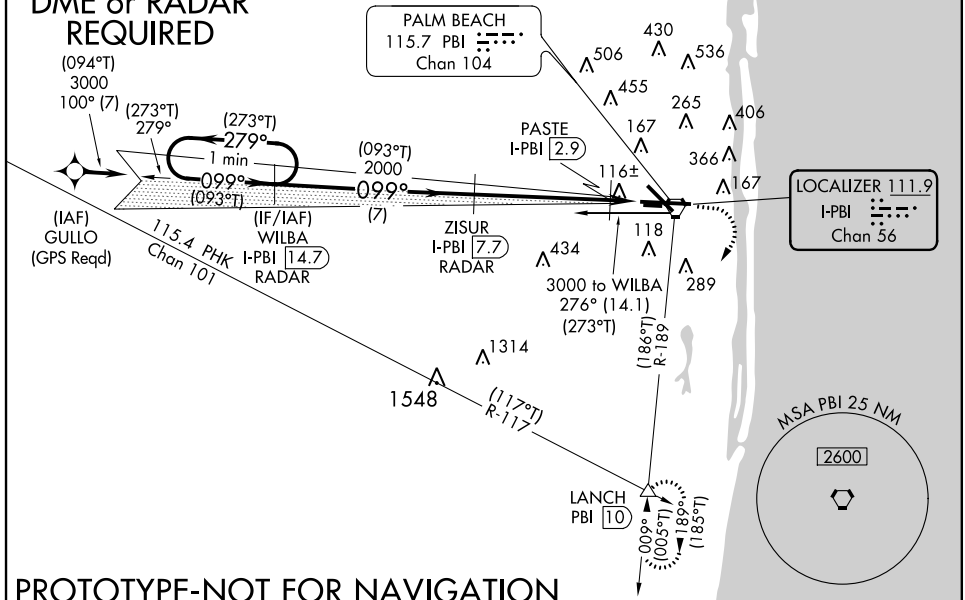 DME or RADAR
REQUIRED
PALM BEACH
115.7 PBI
Chan 104
430
506
536
455
265
406
167
366
167
(094°T)
3000
100° (7)
(273°T)
279°
(273°T)
279°
1 min
099°
(093°T)
(093°T)
2000
099°
(7)
PASTE
I-PBI 2.9
116±
LOCALIZER 111.9
I-PBI
Chan 56
(IAF)
GULLO
(GPS Reqd)
(IF/IAF)
WILBA
I-PBI 14.7
RADAR
ZISUR
I-PBI 7.7
RADAR
115.4 PHK
Chan 101
434
118
289
3000 to WILBA
276° (14.1)
(273°T)
(186°T)
R-189
1314
1548
(117°T)
R-117
LANCH
PBI 10
009°
(005°T)
189°
(185°T)
MSA PBI 25 NM
2600
PROTOTYPE-NOT FOR NAVIGATION